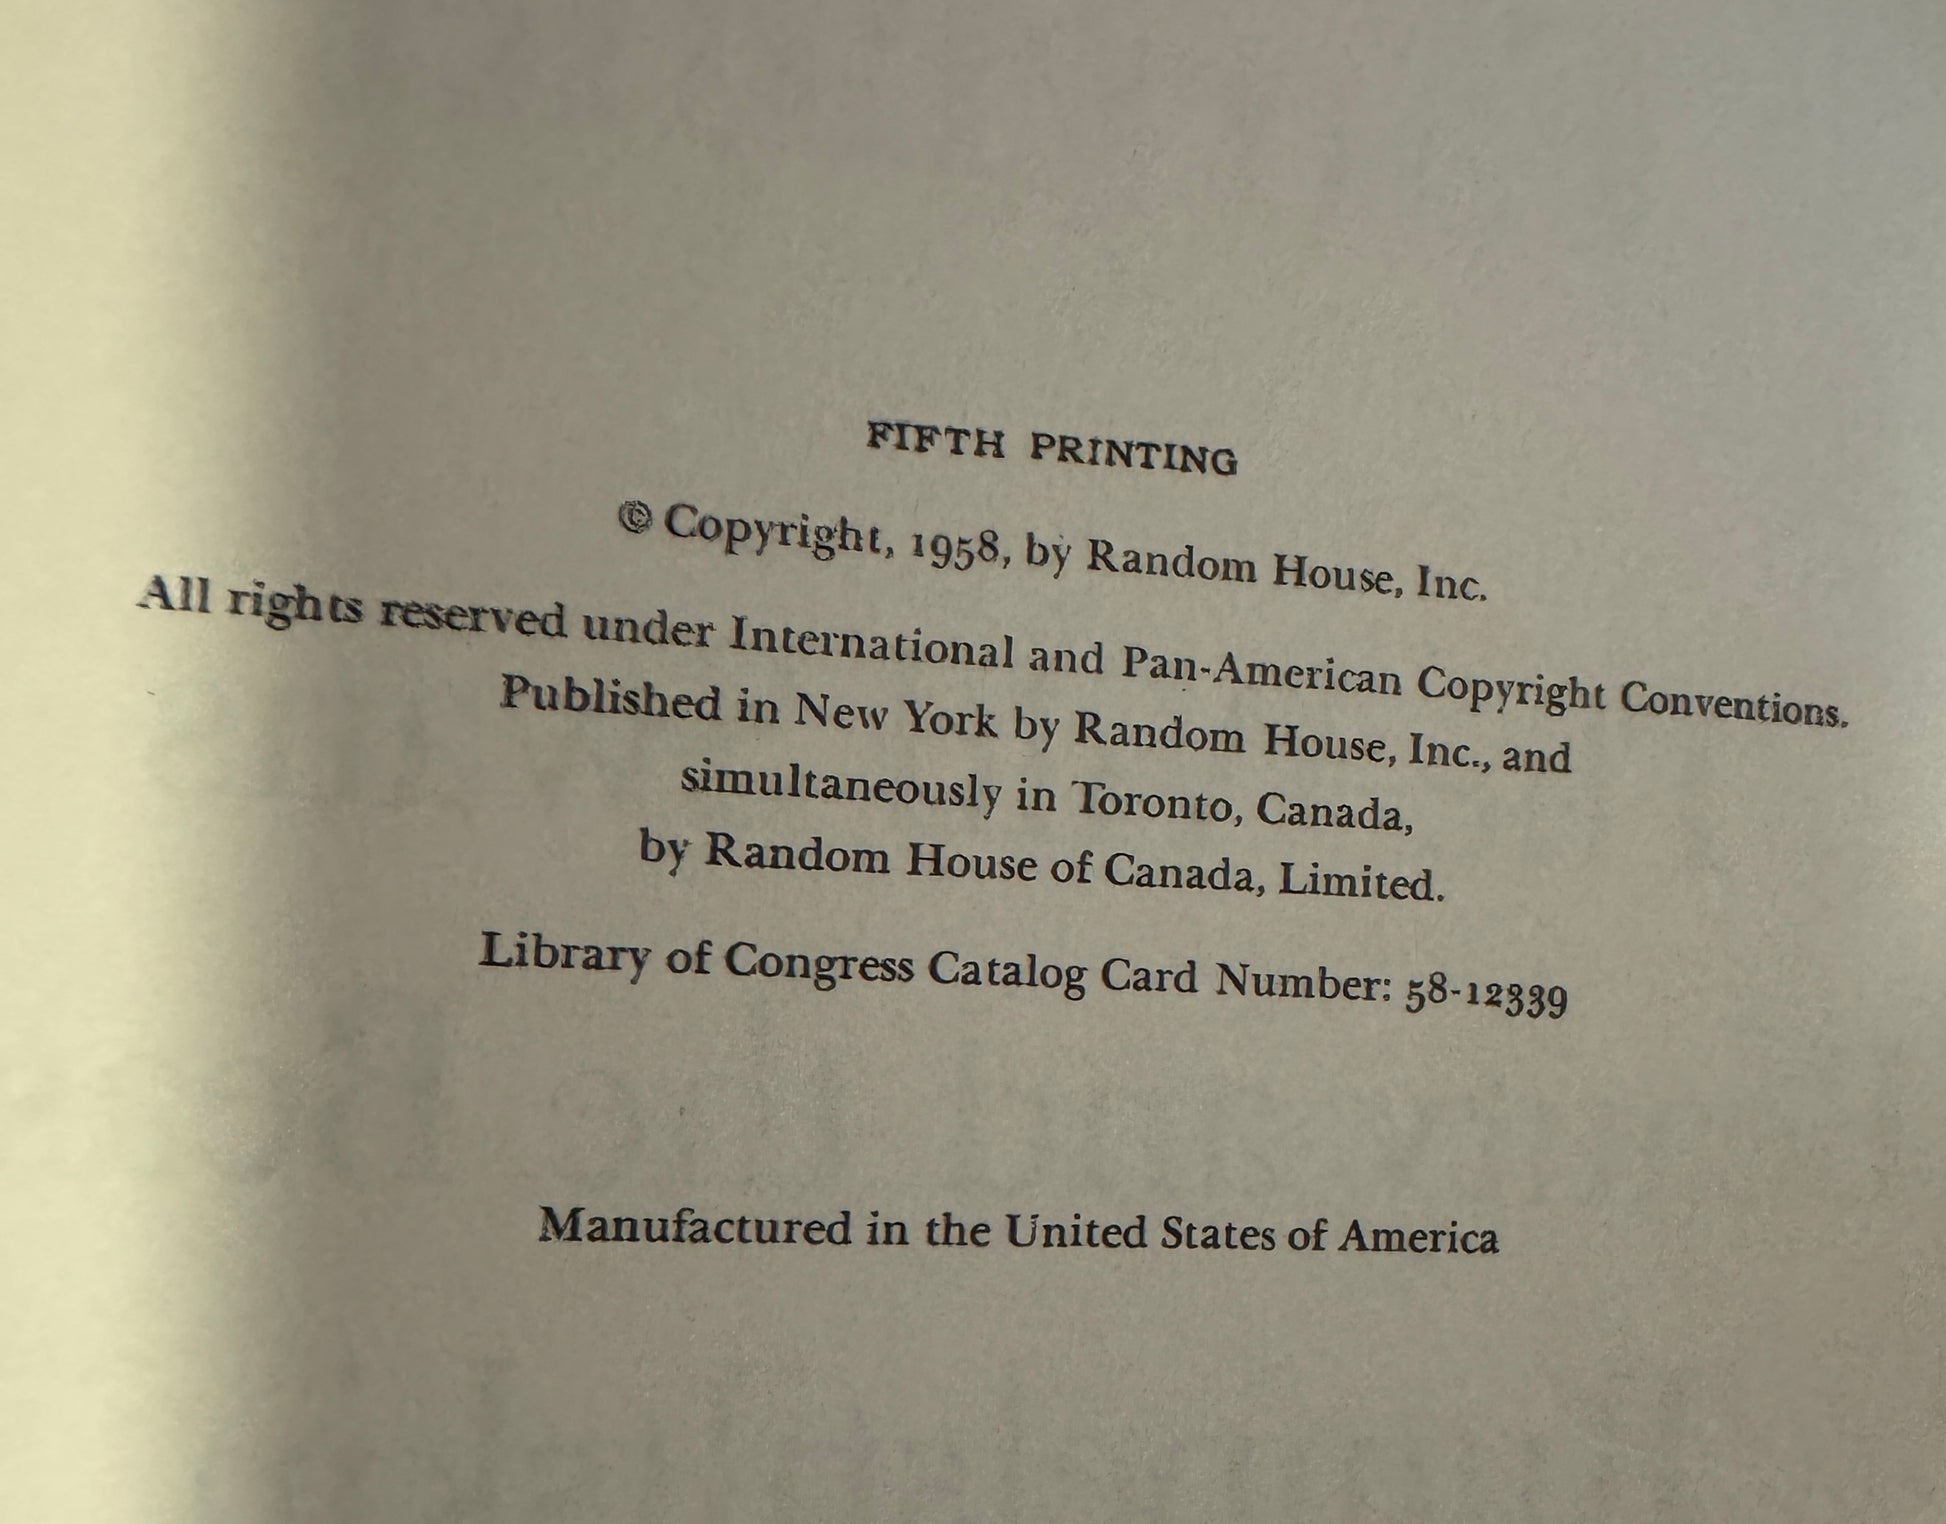 FIFTH PRINTING
© Copyright, 1958, by Random House, Inc.
All rights reserved under International and Pan-American Copyright Conventions.
Published in New York by Random House, Inc., and
simultaneously in Toronto, Canada,
by Random House of Canada, Limited.
Library of Congress Catalog Card Number: 58-12339
Manufactured in the United States of America